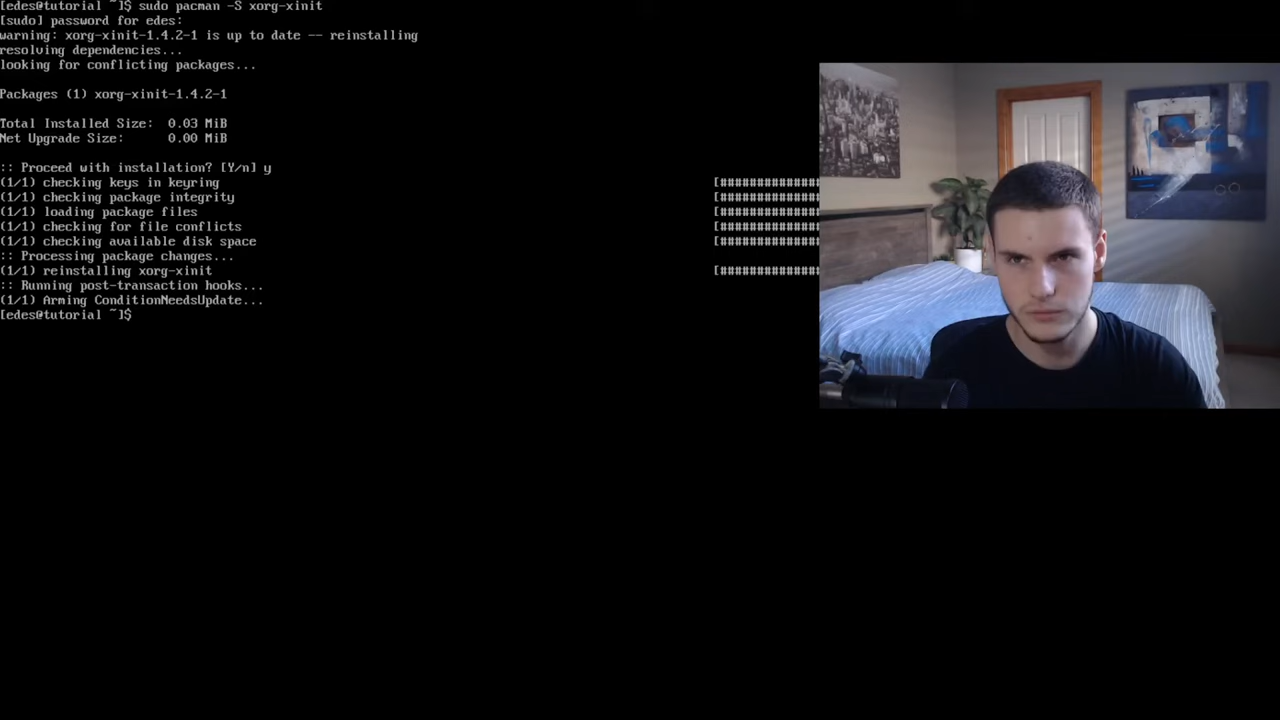 [edes@tutorial ~]$ sudo pacman -S xorg-xinit
[sudo] password for edes:
warning: xorg-xinit-1.4.2-1 is up to date -- reinstalling
resolving dependencies...
looking for conflicting packages...
Packages (1) xorg-xinit-1.4.2-1
Total Installed Size:  0.03 MiB
Net Upgrade Size:      0.00 MiB
:: Proceed with installation? [Y/n] y
(1/1) checking keys in keyring [##############
(1/1) checking package integrity [##############
(1/1) loading package files [##############
(1/1) checking for file conflicts [##############
(1/1) checking available disk space [##############
:: Processing package changes...
(1/1) reinstalling xorg-xinit [##############
:: Running post-transaction hooks...
(1/1) Arming ConditionNeedsUpdate...
[edes@tutorial ~]$